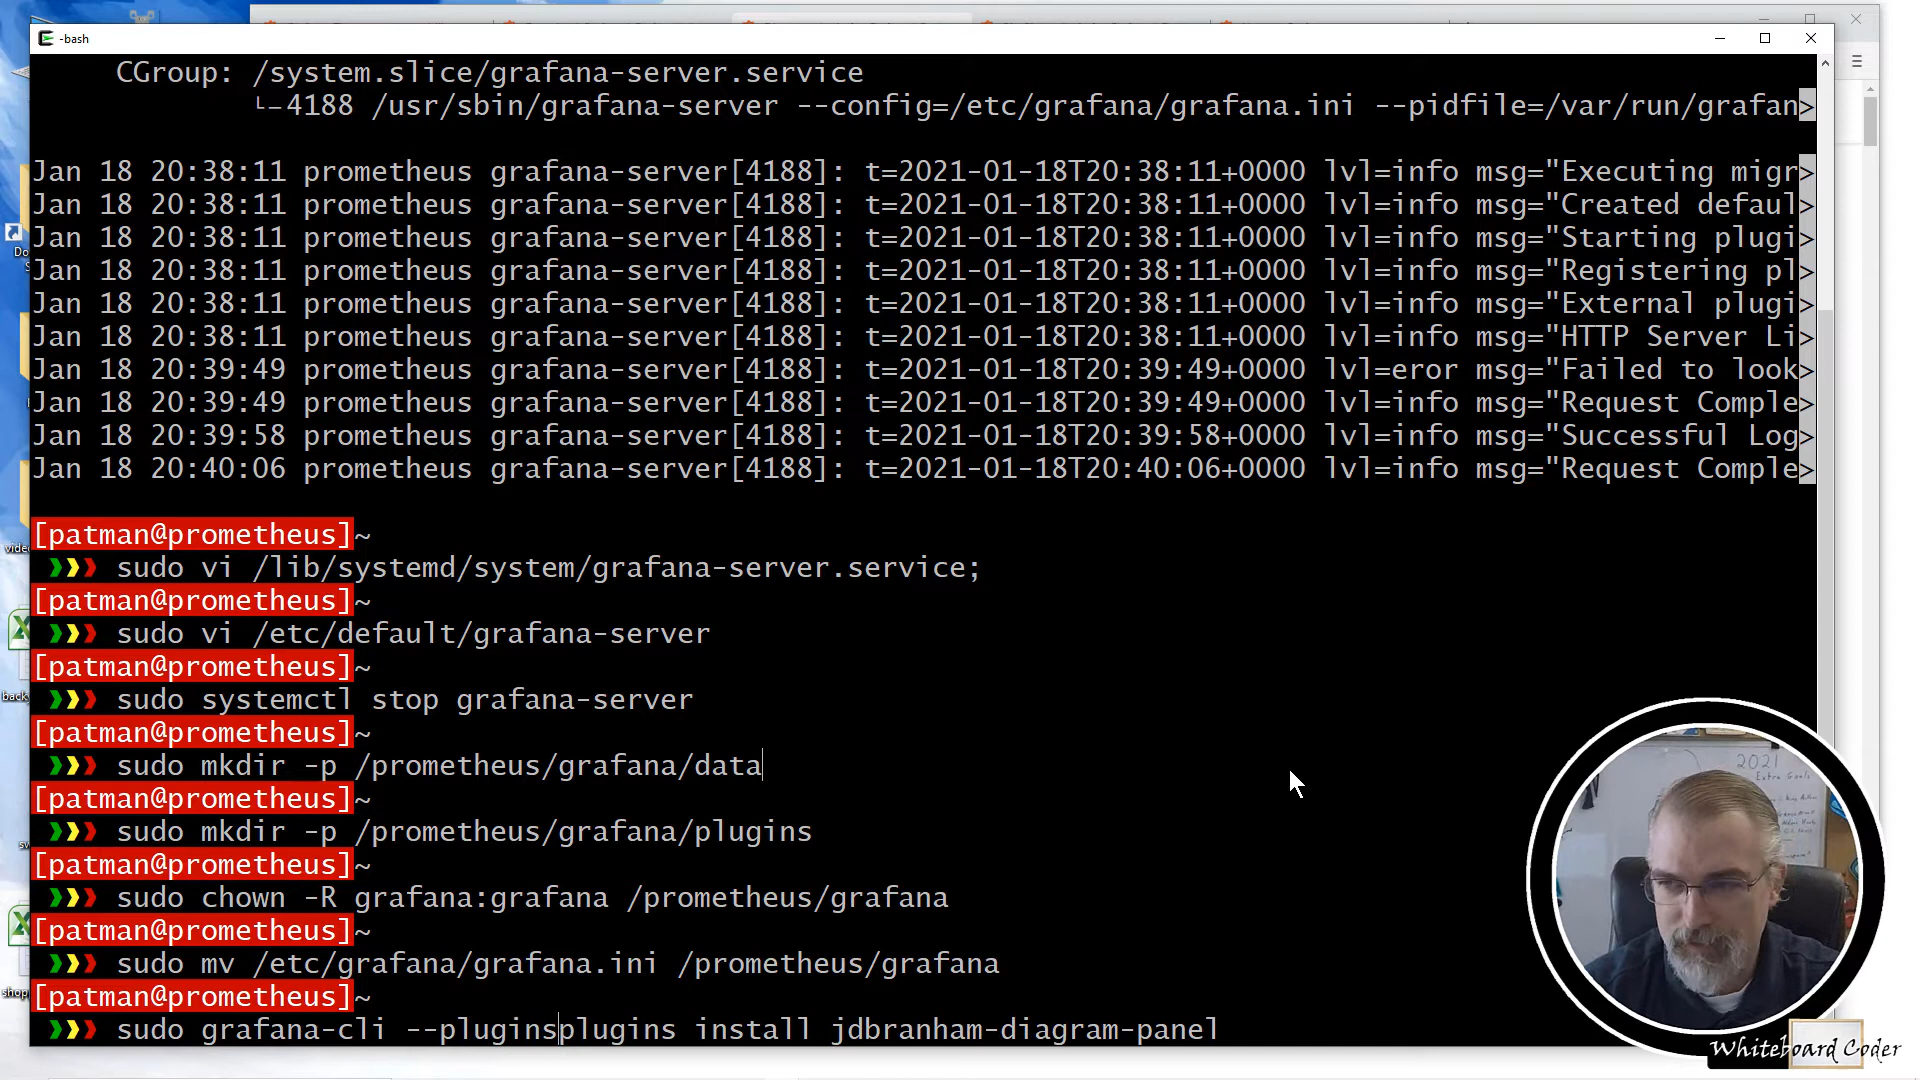 -bash
CGroup: /system.slice/grafana-server.service
└─4188 /usr/sbin/grafana-server --config=/etc/grafana/grafana.ini --pidfile=/var/run/grafan>
Jan 18 20:38:11 prometheus grafana-server[4188]: t=2021-01-18T20:38:11+0000 lvl=info msg="Executing migr>
Jan 18 20:38:11 prometheus grafana-server[4188]: t=2021-01-18T20:38:11+0000 lvl=info msg="Created defaul>
Jan 18 20:38:11 prometheus grafana-server[4188]: t=2021-01-18T20:38:11+0000 lvl=info msg="Starting plugi>
Jan 18 20:38:11 prometheus grafana-server[4188]: t=2021-01-18T20:38:11+0000 lvl=info msg="Registering pl>
Jan 18 20:38:11 prometheus grafana-server[4188]: t=2021-01-18T20:38:11+0000 lvl=info msg="External plugi>
Jan 18 20:38:11 prometheus grafana-server[4188]: t=2021-01-18T20:38:11+0000 lvl=info msg="HTTP Server Li>
Jan 18 20:39:49 prometheus grafana-server[4188]: t=2021-01-18T20:39:49+0000 lvl=eror msg="Failed to look>
Jan 18 20:39:49 prometheus grafana-server[4188]: t=2021-01-18T20:39:49+0000 lvl=info msg="Request Comple>
Jan 18 20:39:58 prometheus grafana-server[4188]: t=2021-01-18T20:39:58+0000 lvl=info msg="Successful Log>
Jan 18 20:40:06 prometheus grafana-server[4188]: t=2021-01-18T20:40:06+0000 lvl=info msg="Request Comple>
[patman@prometheus]~
❯❯❯ sudo vi /lib/systemd/system/grafana-server.service;
[patman@prometheus]~
❯❯❯ sudo vi /etc/default/grafana-server
[patman@prometheus]~
❯❯❯ sudo systemctl stop grafana-server
[patman@prometheus]~
❯❯❯ sudo mkdir -p /prometheus/grafana/data
[patman@prometheus]~
❯❯❯ sudo mkdir -p /prometheus/grafana/plugins
[patman@prometheus]~
❯❯❯ sudo chown -R grafana:grafana /prometheus/grafana
[patman@prometheus]~
❯❯❯ sudo mv /etc/grafana/grafana.ini /prometheus/grafana
[patman@prometheus]~
❯❯❯ sudo grafana-cli --pluginsplugins install jdbranham-diagram-panel
2021
Extra Goals
Whiteboard Coder